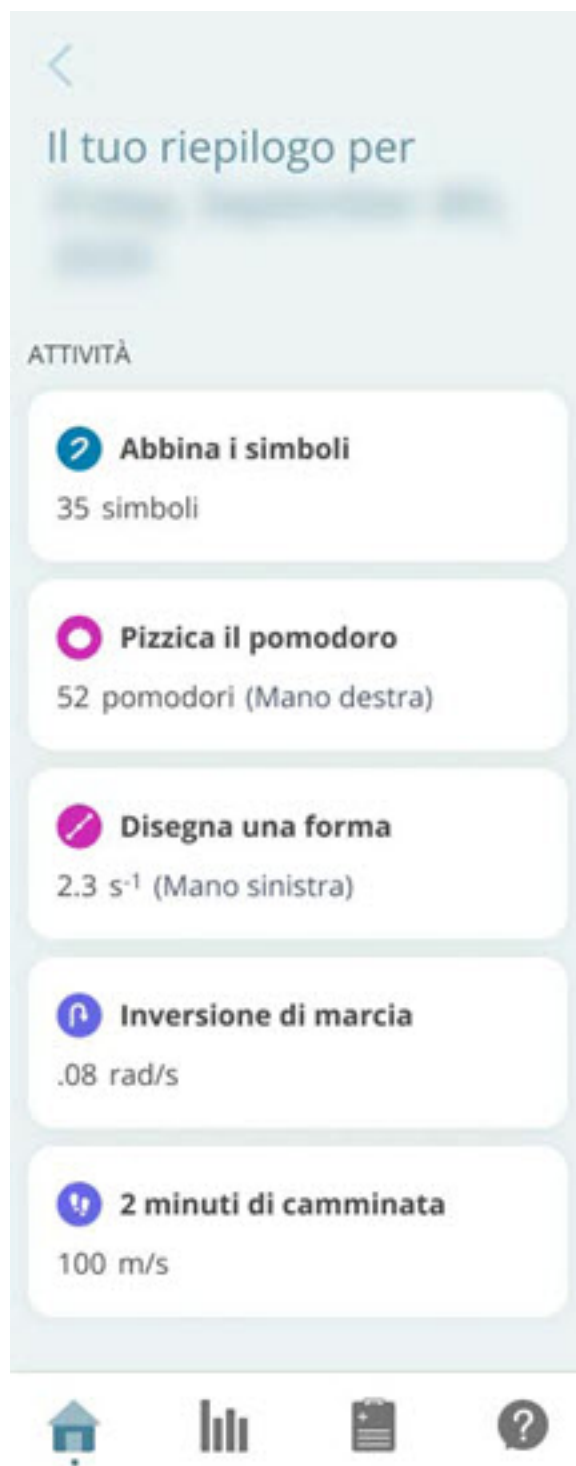 Il tuo riepilogo per
ATTIVITÀ
Abbina i simboli
35 simboli
Pizzica il pomodoro
52 pomodori (Mano destra)
Disegna una forma
2.3 s⁻¹ (Mano sinistra)
Inversione di marcia
.08 rad/s
2 minuti di camminata
100 m/s